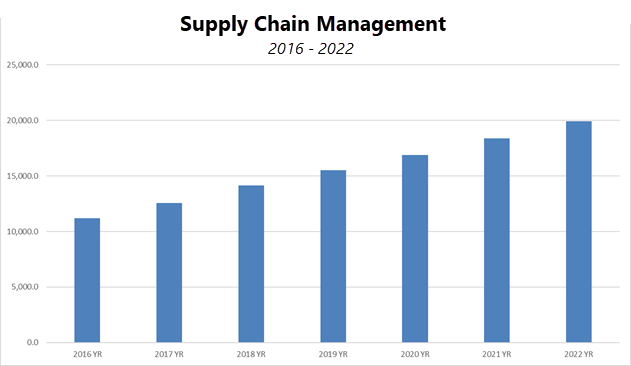 Supply Chain Management
2016 - 2022
25,000.0
20,000.0
15,000.0
10,000.0
5,000.0
0.0
2016 YR 2017 YR 2018 YR 2019 YR 2020 YR 2021 YR 2022 YR